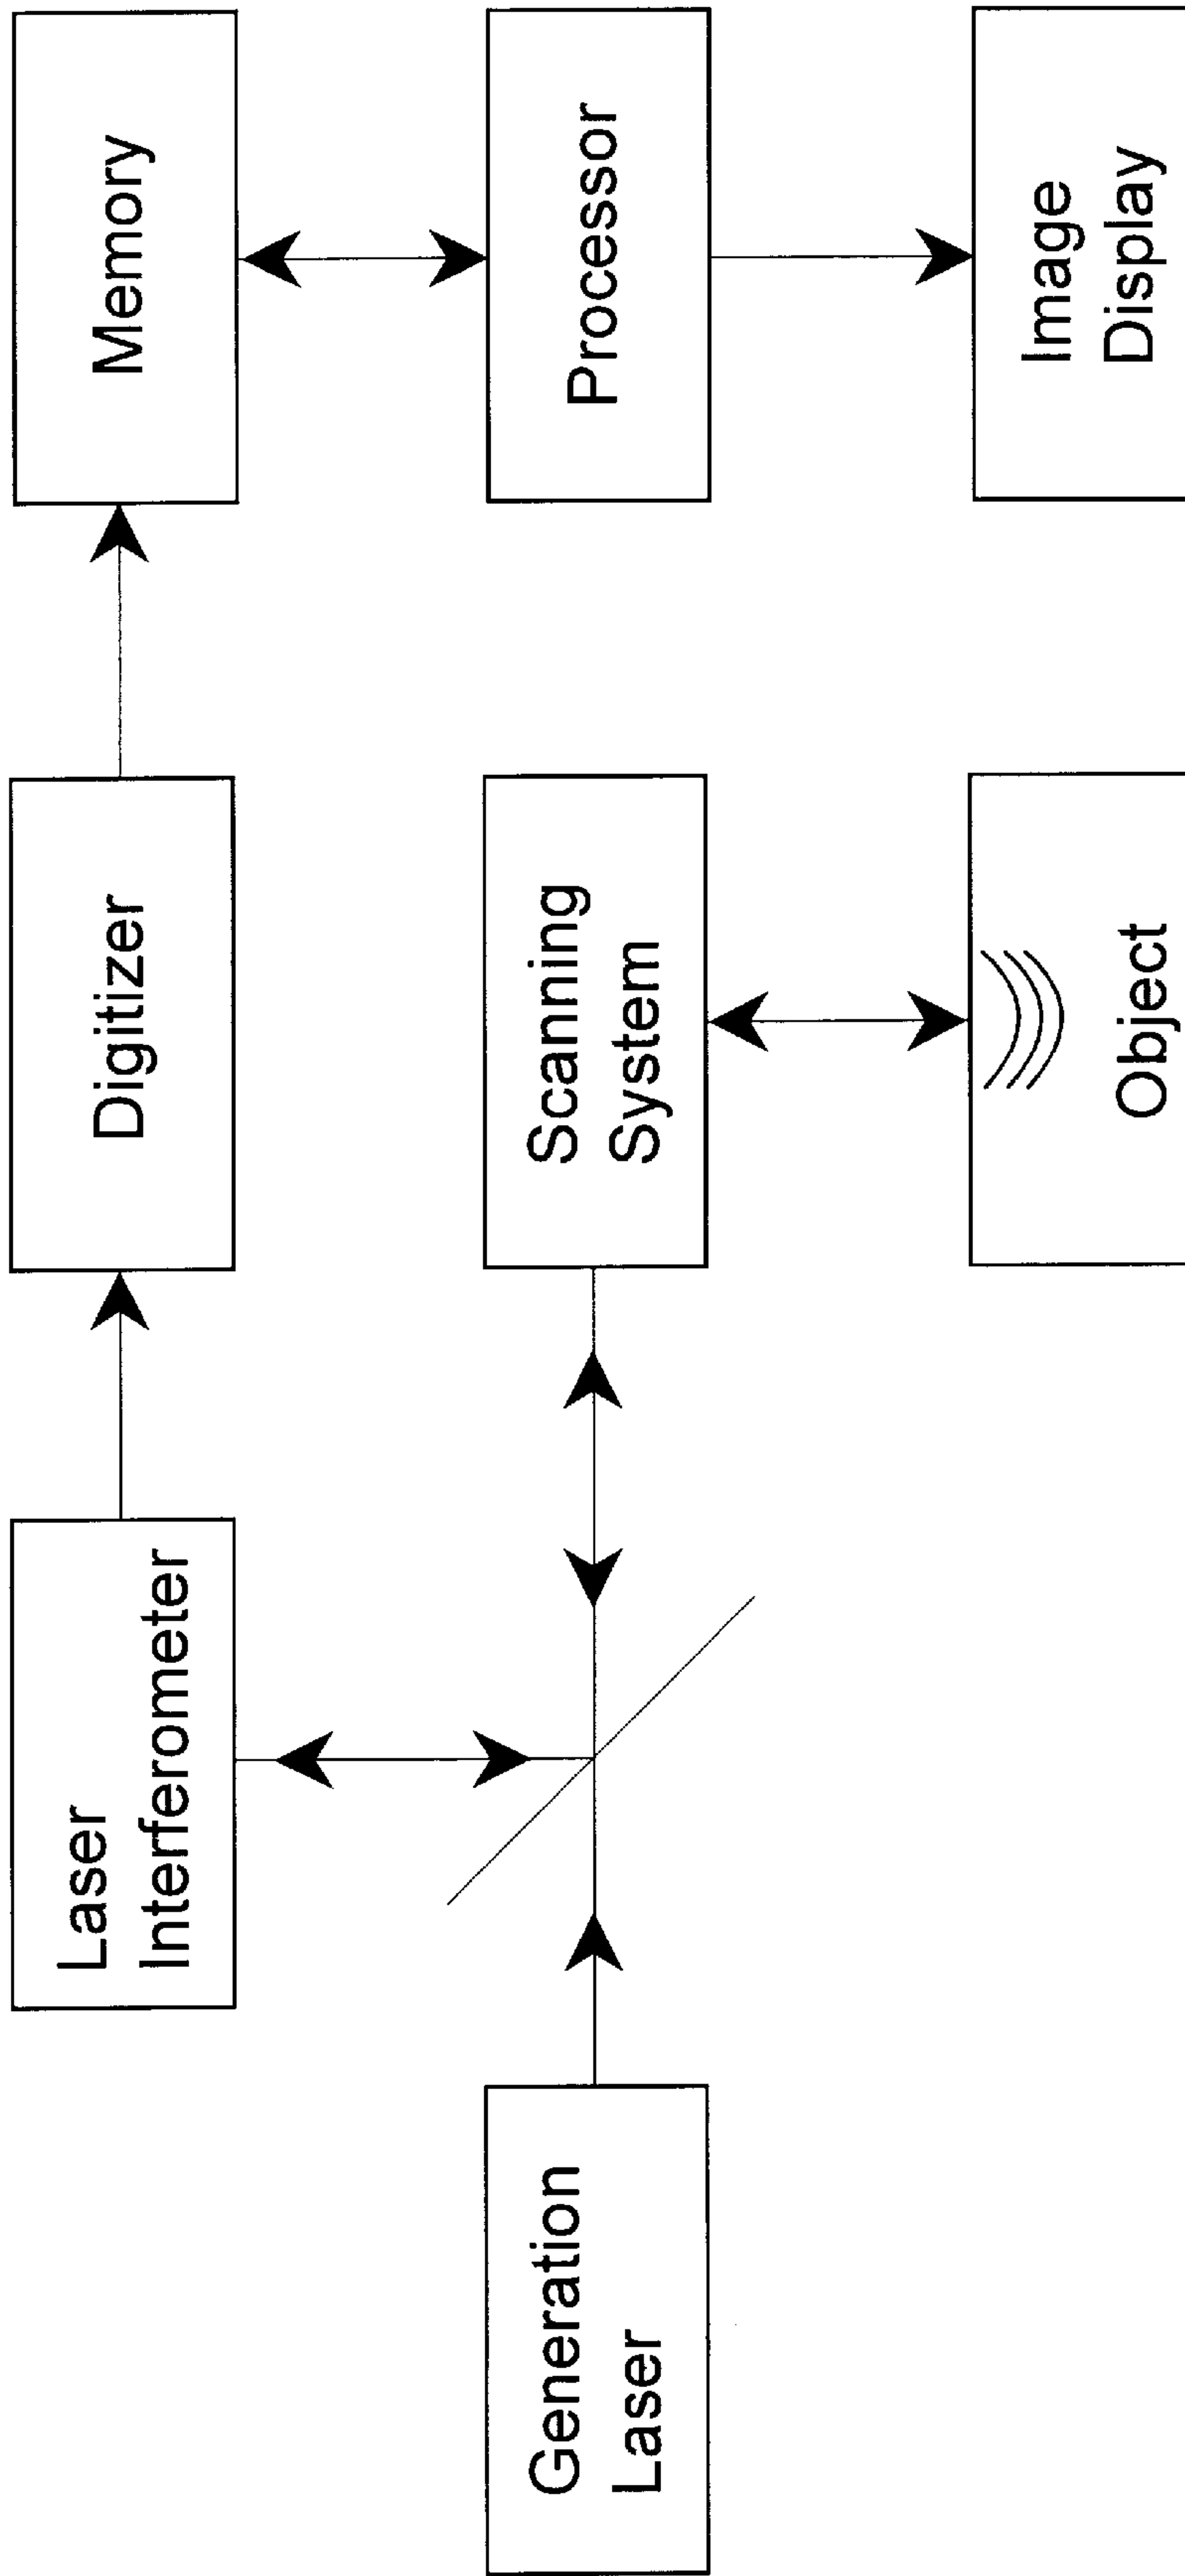 Laser
Interferometer
Digitizer
Memory
Generation
Laser
Scanning
System
Processor
Object
Image
Display